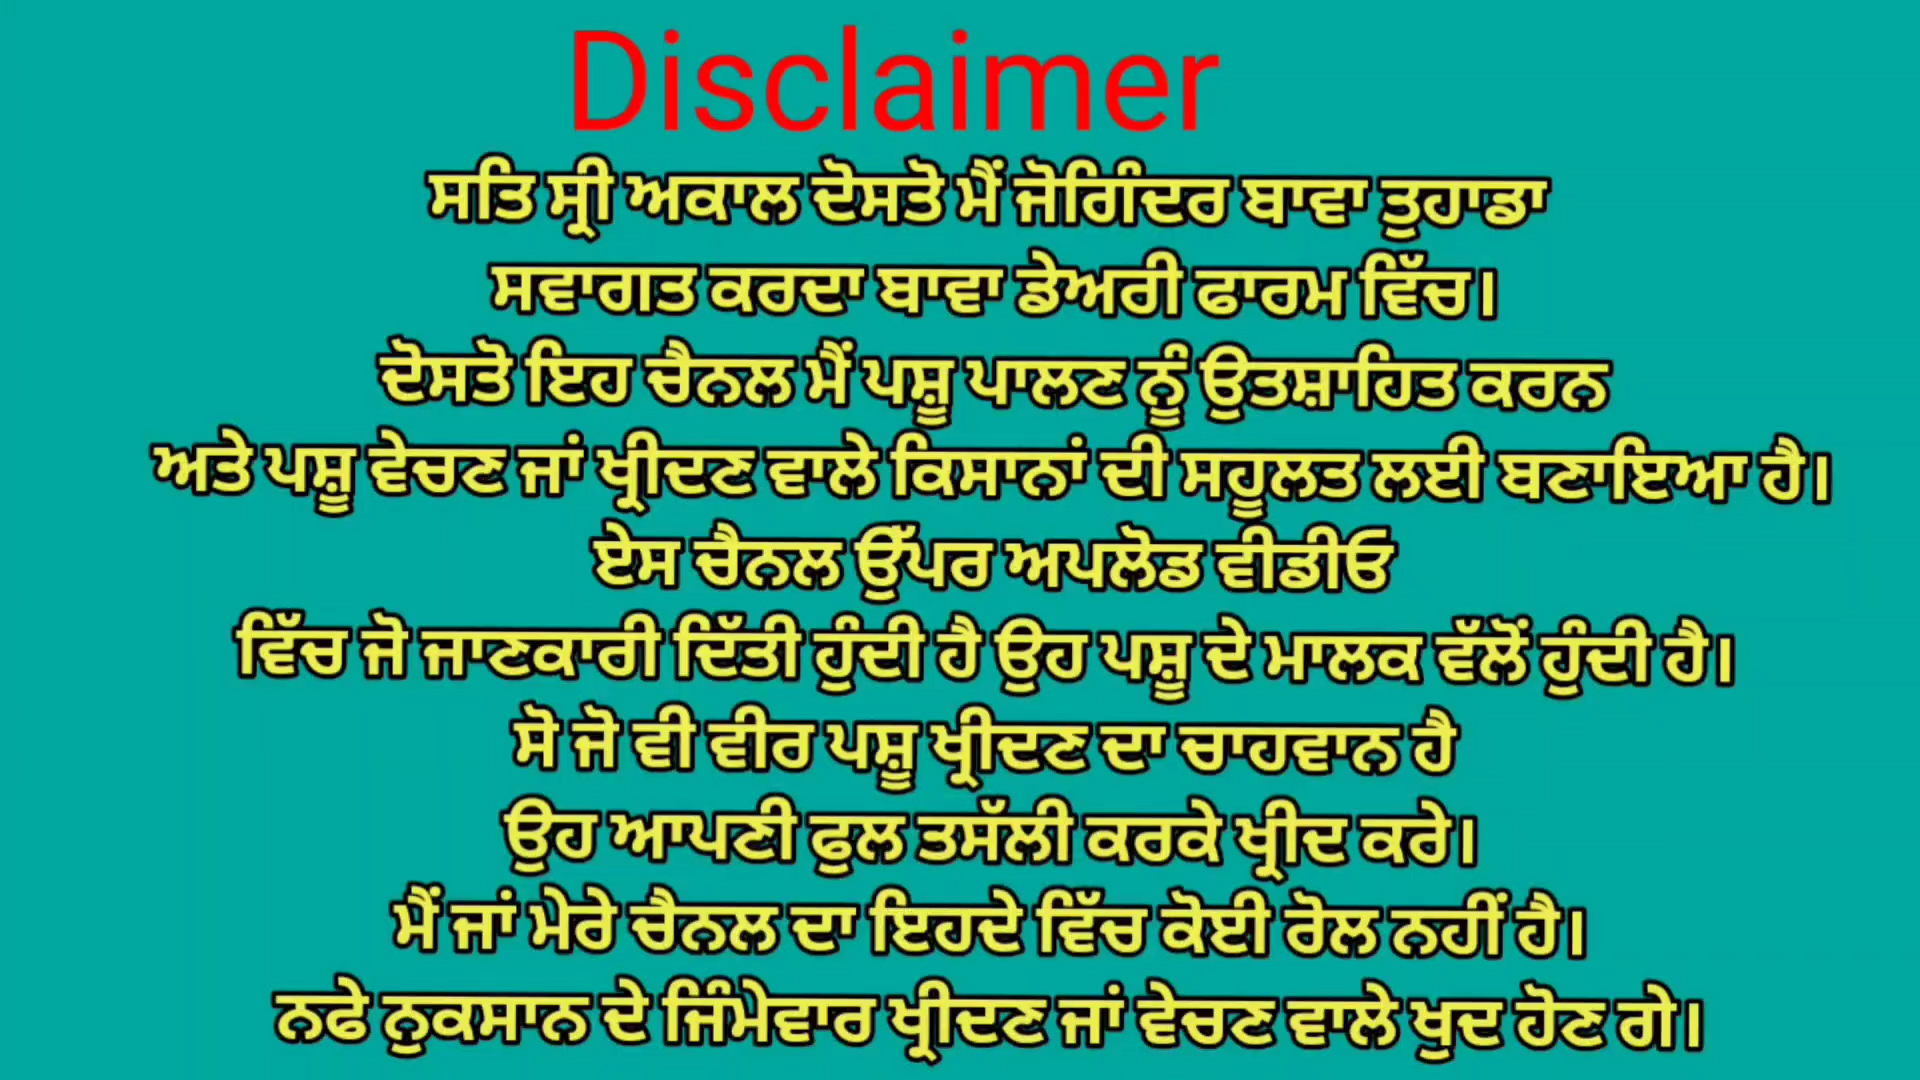 Disclaimer
ਸਤਿ ਸ੍ਰੀ ਅਕਾਲ ਦੋਸਤੋ ਮੈਂ ਜੋਗਿੰਦਰ ਬਾਵਾ ਤੁਹਾਡਾ
ਸਵਾਗਤ ਕਰਦਾ ਬਾਵਾ ਡੇਅਰੀ ਫਾਰਮ ਵਿੱਚ।
ਦੋਸਤੋ ਇਹ ਚੈਨਲ ਮੈਂ ਪਸ਼ੂ ਪਾਲਣ ਨੂੰ ਉਤਸ਼ਾਹਿਤ ਕਰਨ
ਅਤੇ ਪਸ਼ੂ ਵੇਚਣ ਜਾਂ ਖ੍ਰੀਦਣ ਵਾਲੇ ਕਿਸਾਨਾਂ ਦੀ ਸਹੂਲਤ ਲਈ ਬਣਾਇਆ ਹੈ।
ਏਸ ਚੈਨਲ ਉੱਪਰ ਅਪਲੋਡ ਵੀਡੀਓ
ਵਿੱਚ ਜੋ ਜਾਣਕਾਰੀ ਦਿੱਤੀ ਹੁੰਦੀ ਹੈ ਉਹ ਪਸ਼ੂ ਦੇ ਮਾਲਕ ਵੱਲੋਂ ਹੁੰਦੀ ਹੈ।
ਸੋ ਜੋ ਵੀ ਵੀਰ ਪਸ਼ੂ ਖ੍ਰੀਦਣ ਦਾ ਚਾਹਵਾਨ ਹੈ
ਉਹ ਆਪਣੀ ਫੁਲ ਤਸੱਲੀ ਕਰਕੇ ਖ੍ਰੀਦ ਕਰੇ।
ਮੈਂ ਜਾਂ ਮੇਰੇ ਚੈਨਲ ਦਾ ਇਹਦੇ ਵਿੱਚ ਕੋਈ ਰੋਲ ਨਹੀਂ ਹੈ।
ਨਫੇ ਨੁਕਸਾਨ ਦੇ ਜਿੰਮੇਵਾਰ ਖ੍ਰੀਦਣ ਜਾਂ ਵੇਚਣ ਵਾਲੇ ਖੁਦ ਹੋਣ ਗੇ।